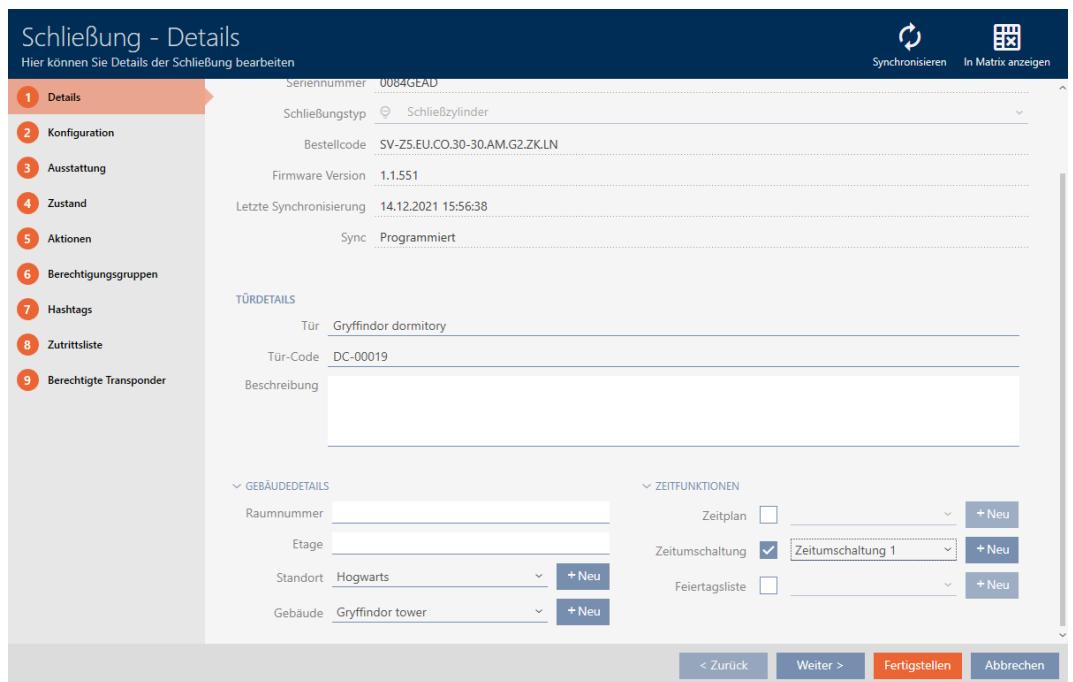 Schließung - Details
Hier können Sie Details der Schließung bearbeiten
Synchronisieren
In Matrix anzeigen
1 Details
2 Konfiguration
3 Ausstattung
4 Zustand
5 Aktionen
6 Berechtigungsgruppen
7 Hashtags
8 Zutrittsliste
9 Berechtigte Transponder
Seriennummer 0084GEAD
Schließungstyp Schließzylinder
Bestellcode SV-Z5.EU.CO.30-30.AM.G2.ZK.LN
Firmware Version 1.1.551
Letzte Synchronisierung 14.12.2021 15:56:38
Sync Programmiert
TÜRDETAILS
Tür Gryffindor dormitory
Tür-Code DC-00019
Beschreibung
GEBÄUDEDETAILS
Raumnummer
Etage
Standort Hogwarts + Neu
Gebäude Gryffindor tower + Neu
ZEITFUNKTIONEN
Zeitplan + Neu
Zeitumschaltung Zeitumschaltung 1 + Neu
Feiertagsliste + Neu
< Zurück
Weiter >
Fertigstellen
Abbrechen